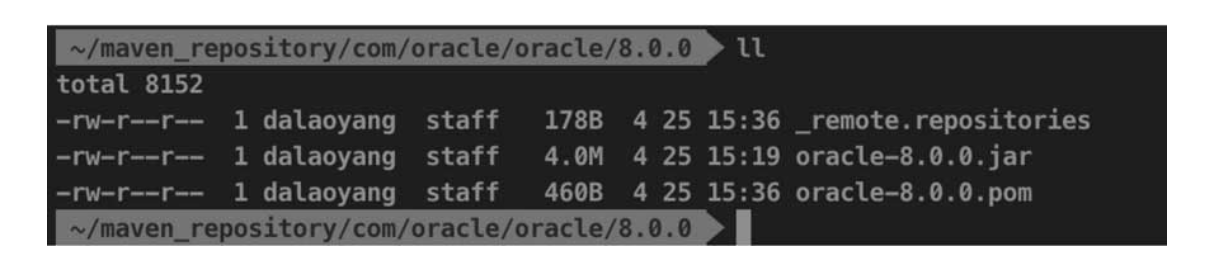 ~/maven_repository/com/oracle/oracle/8.0.0 ll
total 8152
-rw-r--r-- 1 dalaoyang staff 178B 4 25 15:36 _remote.repositories
-rw-r--r-- 1 dalaoyang staff 4.0M 4 25 15:19 oracle-8.0.0.jar
-rw-r--r-- 1 dalaoyang staff 460B 4 25 15:36 oracle-8.0.0.pom
~/maven_repository/com/oracle/oracle/8.0.0